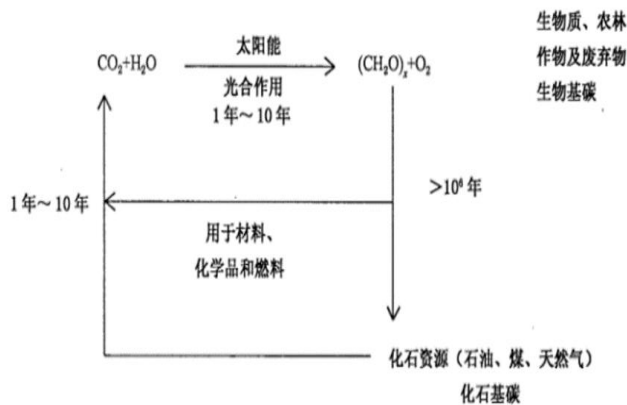 生物质、农林
作物及废弃物
生物基碳
太阳能
CO₂+H₂O
(CH₂O)ₓ+O₂
光合作用
1年～10年
1年～10年
>10⁶年
用于材料、
化学品和燃料
化石资源（石油、煤、天然气）
化石基碳